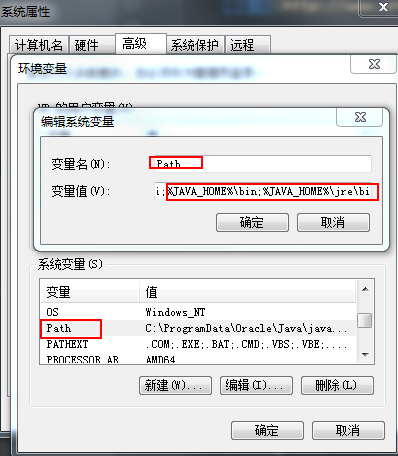 系统属性
计算机名 硬件 高级 系统保护 远程
环境变量
的用户变量(U)
编辑系统变量
变量名(N): Path
变量值(V): i;%JAVA_HOME%\bin;%JAVA_HOME%\jre\bi
确定 取消
系统变量(S)
变量 值
OS Windows_NT
Path C:\ProgramData\Oracle\Java\java...
PATHEXT .COM;.EXE;.BAT;.CMD;.VBS;.VBE;....
PROCESSOR_AR AMD64
新建(W)... 编辑(I)... 删除(L)
确定 取消